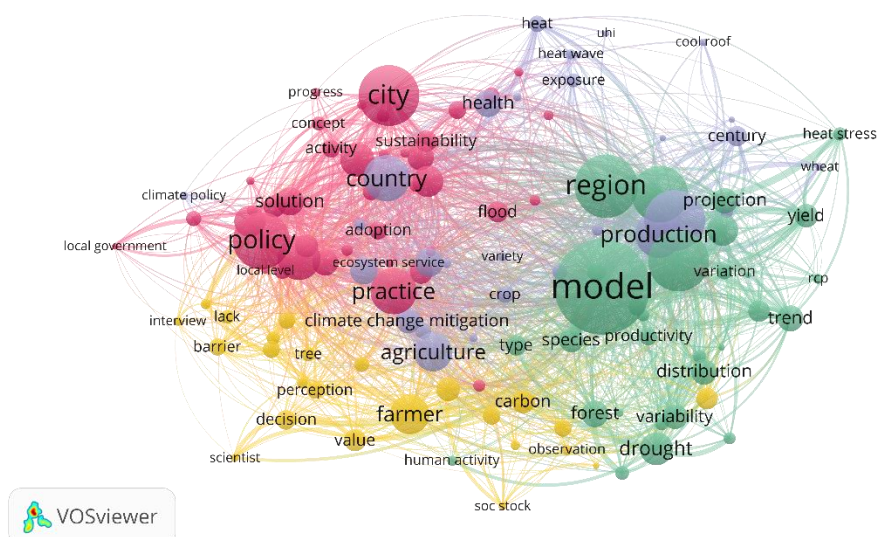 heat
uhi
cool roof
heat wave
exposure
progress
city
health
concept
century
heat stress
activity
sustainability
wheat
country
region
projection
climate policy
solution
flood
yield
adoption
policy
production
local government
local level
ecosystem service
variety
variation
rcp
practice
crop
model
interview
lack
climate change mitigation
trend
barrier
tree
agriculture
type
species
productivity
distribution
perception
carbon
decision
farmer
forest
variability
value
observation
drought
scientist
human activity
soc stock
VOSviewer